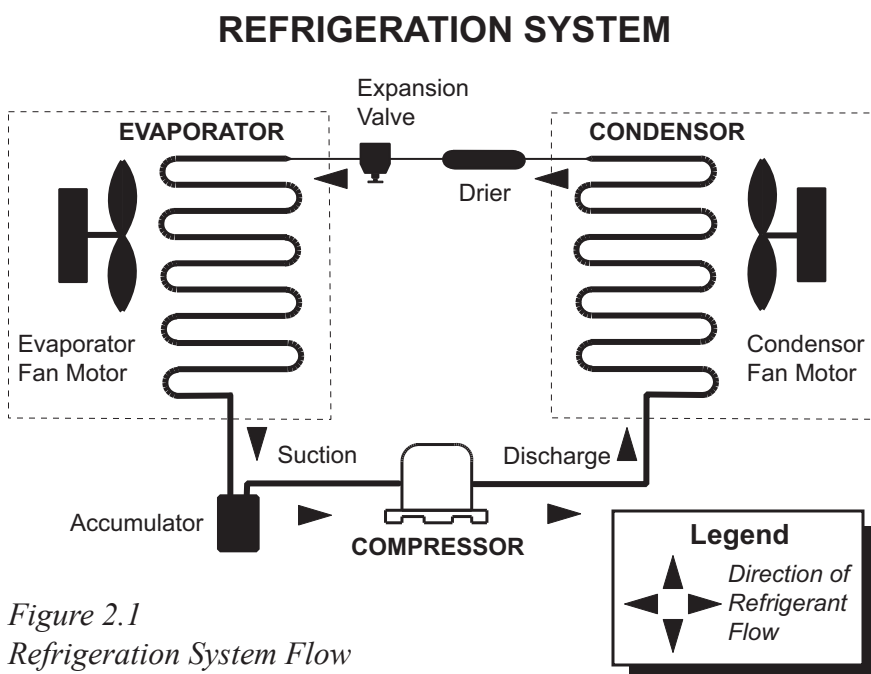 REFRIGERATION SYSTEM
Expansion
Valve
EVAPORATOR
CONDENSOR
Drier
Evaporator
Fan Motor
Condensor
Fan Motor
Suction
Discharge
Accumulator
COMPRESSOR
Legend
Direction of
Refrigerant
Flow
Figure 2.1
Refrigeration System Flow